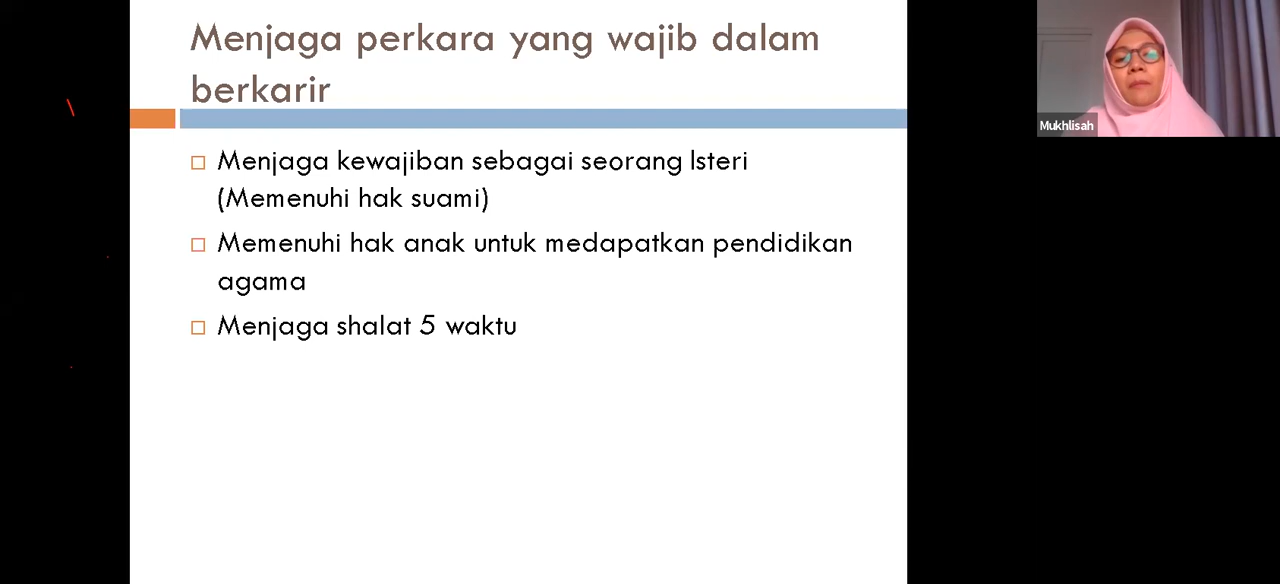 Menjaga perkara yang wajib dalam
berkarir
Menjaga kewajiban sebagai seorang Isteri
(Memenuhi hak suami)
Memenuhi hak anak untuk medapatkan pendidikan
agama
Menjaga shalat 5 waktu
Mukhlisah